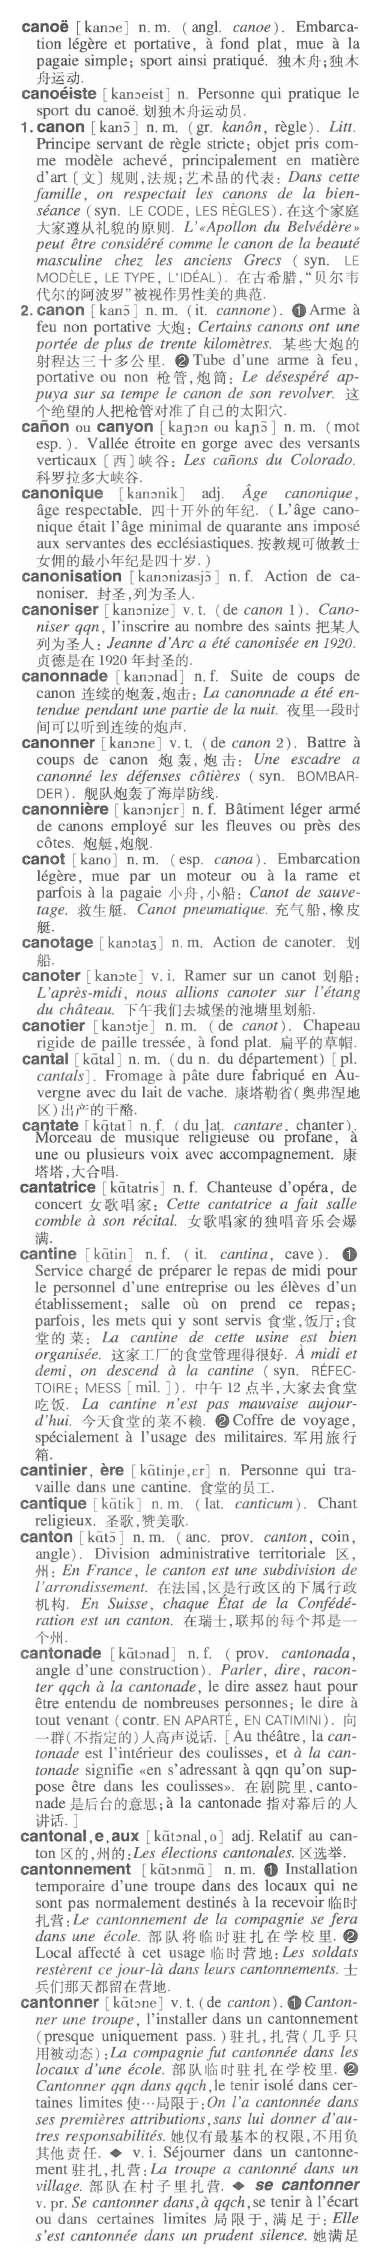 canoë [kanɔe] n. m. (angl. canoe). Embarca-
tion légère et portative, à fond plat, mue à la
pagaie simple; sport ainsi pratiqué. 独木舟;独木
舟运动.
canoéiste [kanɔeist] n. Personne qui pratique le
sport du canoë. 划独木舟运动员.
1. canon [kanɔ̃] n. m. (gr. kanôn, règle). Litt.
Principe servant de règle stricte; objet pris com-
me modèle achevé, principalement en matière
d'art〔文〕规则,法规;艺术品的代表: Dans cette
famille, on respectait les canons de la bien-
séance (syn. LE CODE, LES RÈGLES). 在这个家庭
大家遵从礼貌的原则. L'«Apollon du Belvédère»
peut être considéré comme le canon de la beauté
masculine chez les anciens Grecs (syn. LE
MODÈLE, LE TYPE, L'IDÉAL). 在古希腊,“贝尔韦
代尔的阿波罗”被视作男性美的典范.
2. canon [kanɔ̃] n. m. (it. cannone). ❶ Arme à
feu non portative 大炮: Certains canons ont une
portée de plus de trente kilomètres. 某些大炮的
射程达三十多公里. ❷ Tube d'une arme à feu,
portative ou non 枪管,炮筒: Le désespéré ap-
puya sur sa tempe le canon de son revolver. 这
个绝望的人把枪管对准了自己的太阳穴.
cañon ou canyon [kaɲɔn ou kaɲɔ̃] n. m. (mot
esp.). Vallée étroite en gorge avec des versants
verticaux〔西〕峡谷: Les cañons du Colorado.
科罗拉多大峡谷.
canonique [kanɔnik] adj. Âge canonique,
âge respectable. 四十开外的年纪. (L'âge cano-
nique était l'âge minimal de quarante ans imposé
aux servantes des ecclésiastiques. 按教规可做教士
女佣的最小年纪是四十岁.)
canonisation [kanɔnizasjɔ̃] n. f. Action de ca-
noniser. 封圣,列为圣人.
canoniser [kanɔnize] v. t. (de canon 1). Cano-
niser qqn, l'inscrire au nombre des saints 把某人
列为圣人: Jeanne d'Arc a été canonisée en 1920.
贞德是在 1920 年封圣的.
canonnade [kanɔnad] n. f. Suite de coups de
canon 连续的炮轰,炮击: La canonnade a été en-
tendue pendant une partie de la nuit. 夜里一段时
间可以听到连续的炮声.
canonner [kanɔne] v. t. (de canon 2). Battre à
coups de canon 炮轰,炮击: Une escadre a
canonné les défenses côtières (syn. BOMBAR-
DER). 舰队炮轰了海岸防线.
canonnière [kanɔnjɛr] n. f. Bâtiment léger armé
de canons employé sur les fleuves ou près des
côtes. 炮艇,炮舰.
canot [kano] n. m. (esp. canoa). Embarcation
légère, mue par un moteur ou à la rame et
parfois à la pagaie 小舟,小船: Canot de sauve-
tage. 救生艇. Canot pneumatique. 充气船,橡皮
艇.
canotage [kanɔtaʒ] n. m. Action de canoter. 划
船.
canoter [kanɔte] v. i. Ramer sur un canot 划船:
L'après-midi, nous allions canoter sur l'étang
du château. 下午我们去城堡的池塘里划船.
canotier [kanɔtje] n. m. (de canot). Chapeau
rigide de paille tressée, à fond plat. 扁平的草帽.
cantal [kɑ̃tal] n. m. (du n. du département) [pl.
cantals]. Fromage à pâte dure fabriqué en Au-
vergne avec du lait de vache. 康塔勒省(奥弗涅地
区)出产的干酪.
cantate [kɑ̃tat] n. f. (du lat. cantare, chanter).
Morceau de musique religieuse ou profane, à
une ou plusieurs voix avec accompagnement. 康
塔塔,大合唱.
cantatrice [kɑ̃tatris] n. f. Chanteuse d'opéra, de
concert 女歌唱家: Cette cantatrice a fait salle
comble à son récital. 女歌唱家的独唱音乐会爆
满.
cantine [kɑ̃tin] n. f. (it. cantina, cave). ❶
Service chargé de préparer le repas de midi pour
le personnel d'une entreprise ou les élèves d'un
établissement; salle où on prend ce repas;
parfois, les mets qui y sont servis 食堂,饭厅;食
堂的菜: La cantine de cette usine est bien
organisée. 这家工厂的食堂管理得很好. À midi et
demi, on descend à la cantine (syn. RÉFEC-
TOIRE; MESS [mil.]). 中午 12 点半,大家去食堂
吃饭. La cantine n'est pas mauvaise aujour-
d'hui. 今天食堂的菜不赖. ❷ Coffre de voyage,
spécialement à l'usage des militaires. 军用旅行
箱.
cantinier, ère [kɑ̃tinje,ɛr] n. Personne qui tra-
vaille dans une cantine. 食堂的员工.
cantique [kɑ̃tik] n. m. (lat. canticum). Chant
religieux. 圣歌,赞美歌.
canton [kɑ̃tɔ̃] n. m. (anc. prov. canton, coin,
angle). Division administrative territoriale 区,
州: En France, le canton est une subdivision de
l'arrondissement. 在法国,区是行政区的下属行政
机构. En Suisse, chaque État de la Confédé-
ration est un canton. 在瑞士,联邦的每个邦是一
个州.
cantonade [kɑ̃tɔnad] n. f. (prov. cantonada,
angle d'une construction). Parler, dire, racon-
ter qqch à la cantonade, le dire assez haut pour
être entendu de nombreuses personnes; le dire à
tout venant (contr. EN APARTÉ, EN CATIMINI). 向
一群(不指定的)人高声说话. [Au théâtre, la can-
tonade est l'intérieur des coulisses, et à la can-
tonade signifie «en s'adressant à qqn qu'on sup-
pose être dans les coulisses». 在剧院里, canto-
nade 是后台的意思; à la cantonade 指对幕后的人
讲话.]
cantonal,e,aux [kɑ̃tɔnal,o] adj. Relatif au can-
ton 区的,州的: Les élections cantonales. 区选举.
cantonnement [kɑ̃tɔnmɑ̃] n. m. ❶ Installation
temporaire d'une troupe dans des locaux qui ne
sont pas normalement destinés à la recevoir 临时
扎营: Le cantonnement de la compagnie se fera
dans une école. 部队将临时驻扎在学校里. ❷
Local affecté à cet usage 临时营地: Les soldats
restèrent ce jour-là dans leurs cantonnements. 士
兵们那天都留在营地.
cantonner [kɑ̃tɔne] v. t. (de canton). ❶ Canton-
ner une troupe, l'installer dans un cantonnement
(presque uniquement pass.) 驻扎,扎营(几乎只
用被动态): La compagnie fut cantonnée dans les
locaux d'une école. 部队临时驻扎在学校里. ❷
Cantonner qqn dans qqch, le tenir isolé dans cer-
taines limites 使…局限于: On l'a cantonnée dans
ses premières attributions, sans lui donner d'au-
tres responsabilités. 她仅有最基本的权限,不用负
其他责任. ◆ v. i. Séjourner dans un cantonne-
ment 驻扎,扎营: La troupe a cantonné dans un
village. 部队在村子里扎营. ◆ se cantonner
v. pr. Se cantonner dans, à qqch, se tenir à l'écart
ou dans certaines limites 局限于,满足于: Elle
s'est cantonnée dans un prudent silence. 她满足